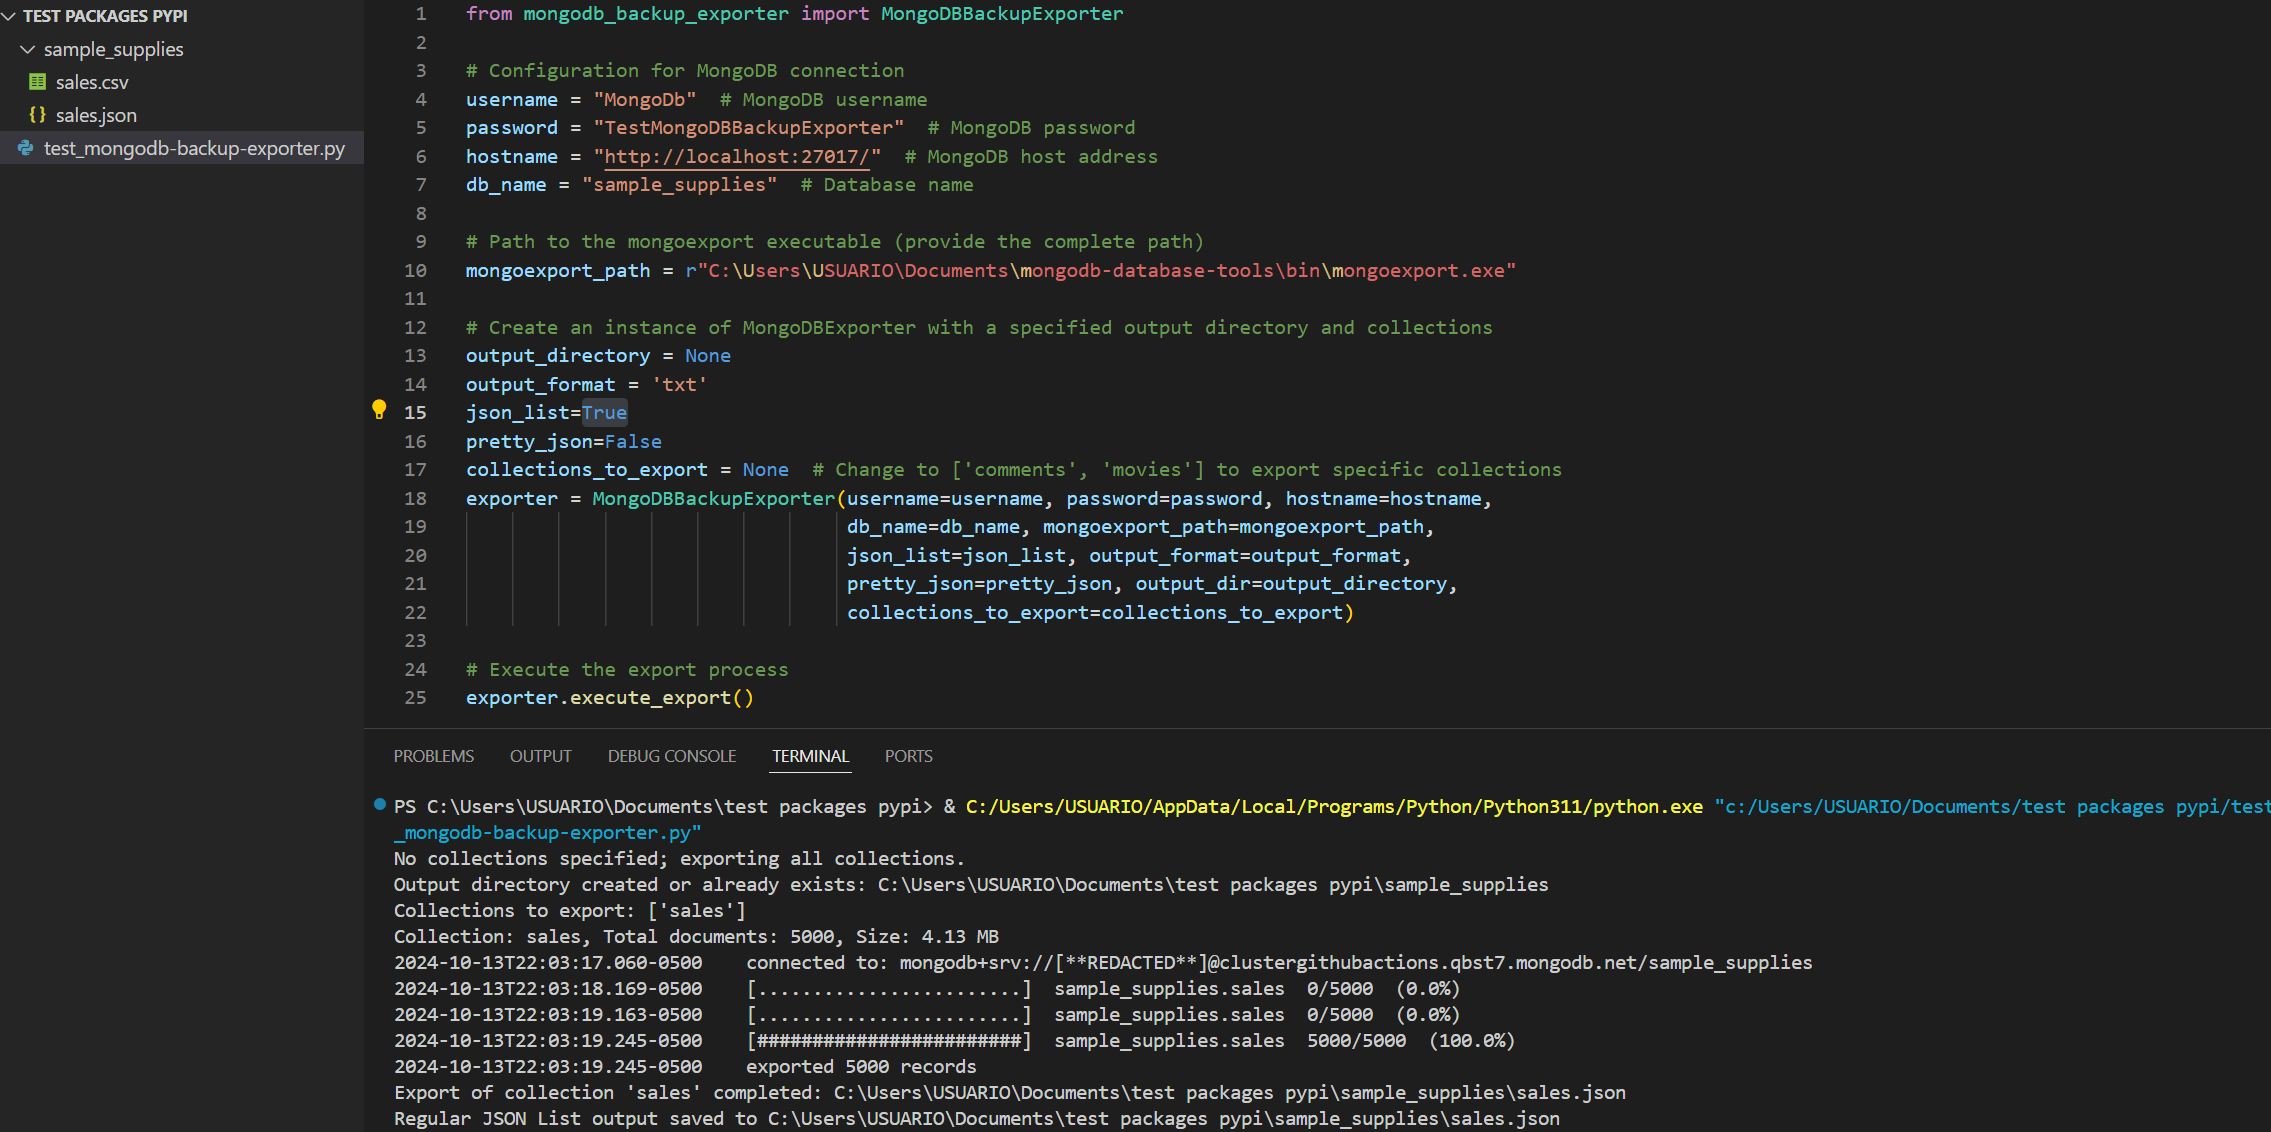 TEST PACKAGES PYPI
sample_supplies
sales.csv
{} sales.json
test_mongodb-backup-exporter.py
1 from mongodb_backup_exporter import MongoDBBackupExporter
2
3 # Configuration for MongoDB connection
4 username = "MongoDb"  # MongoDB username
5 password = "TestMongoDBBackupExporter"  # MongoDB password
6 hostname = "http://localhost:27017/"  # MongoDB host address
7 db_name = "sample_supplies"  # Database name
8
9 # Path to the mongoexport executable (provide the complete path)
10 mongoexport_path = r"C:\Users\USUARIO\Documents\mongodb-database-tools\bin\mongoexport.exe"
11
12 # Create an instance of MongoDBExporter with a specified output directory and collections
13 output_directory = None
14 output_format = 'txt'
15 json_list=True
16 pretty_json=False
17 collections_to_export = None  # Change to ['comments', 'movies'] to export specific collections
18 exporter = MongoDBBackupExporter(username=username, password=password, hostname=hostname,
19 db_name=db_name, mongoexport_path=mongoexport_path,
20 json_list=json_list, output_format=output_format,
21 pretty_json=pretty_json, output_dir=output_directory,
22 collections_to_export=collections_to_export)
23
24 # Execute the export process
25 exporter.execute_export()
PROBLEMS OUTPUT DEBUG CONSOLE TERMINAL PORTS
PS C:\Users\USUARIO\Documents\test packages pypi> & C:/Users/USUARIO/AppData/Local/Programs/Python/Python311/python.exe "c:/Users/USUARIO/Documents/test packages pypi/test
_mongodb-backup-exporter.py"
No collections specified; exporting all collections.
Output directory created or already exists: C:\Users\USUARIO\Documents\test packages pypi\sample_supplies
Collections to export: ['sales']
Collection: sales, Total documents: 5000, Size: 4.13 MB
2024-10-13T22:03:17.060-0500    connected to: mongodb+srv://[**REDACTED**]@clustergithubactions.qbst7.mongodb.net/sample_supplies
2024-10-13T22:03:18.169-0500    [........................]  sample_supplies.sales  0/5000  (0.0%)
2024-10-13T22:03:19.163-0500    [........................]  sample_supplies.sales  0/5000  (0.0%)
2024-10-13T22:03:19.245-0500    [########################]  sample_supplies.sales  5000/5000  (100.0%)
2024-10-13T22:03:19.245-0500    exported 5000 records
Export of collection 'sales' completed: C:\Users\USUARIO\Documents\test packages pypi\sample_supplies\sales.json
Regular JSON List output saved to C:\Users\USUARIO\Documents\test packages pypi\sample_supplies\sales.json